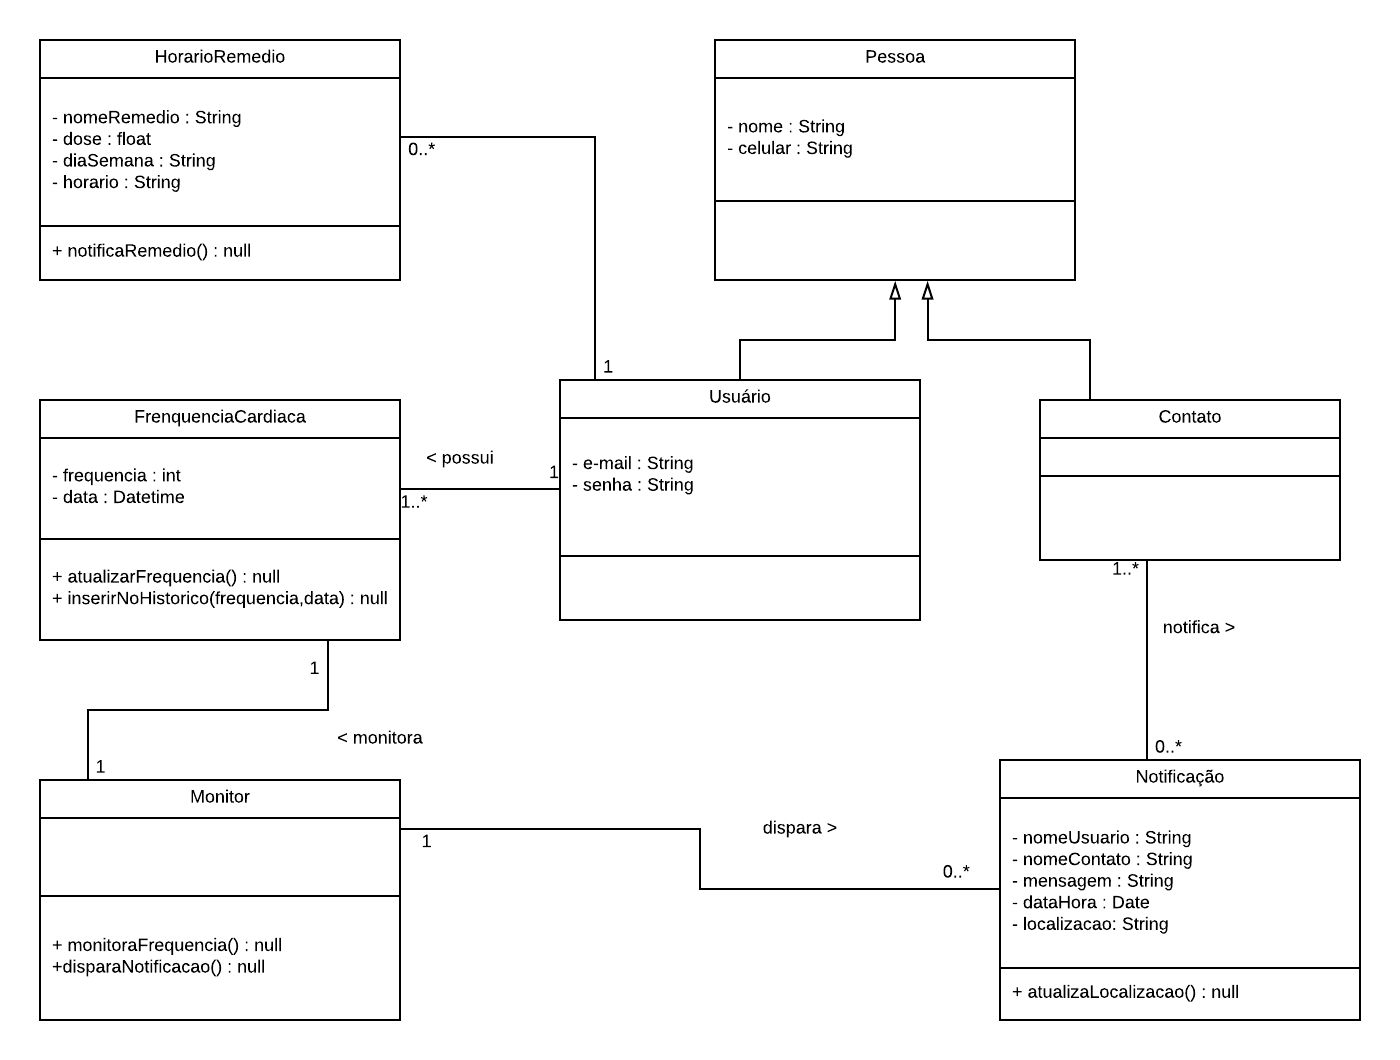 HorarioRemedio
- nomeRemedio : String
- dose : float
- diaSemana : String
- horario : String
+ notificaRemedio() : null
0..*
1
Pessoa
- nome : String
- celular : String
Usuário
- e-mail : String
- senha : String
Contato
FrenquenciaCardiaca
- frequencia : int
- data : Datetime
+ atualizarFrequencia() : null
+ inserirNoHistorico(frequencia,data) : null
< possui
1
1..*
1
< monitora
1
1..*
notifica >
0..*
Monitor
+ monitoraFrequencia() : null
+disparaNotificacao() : null
1
dispara >
0..*
Notificação
- nomeUsuario : String
- nomeContato : String
- mensagem : String
- dataHora : Date
- localizacao: String
+ atualizaLocalizacao() : null